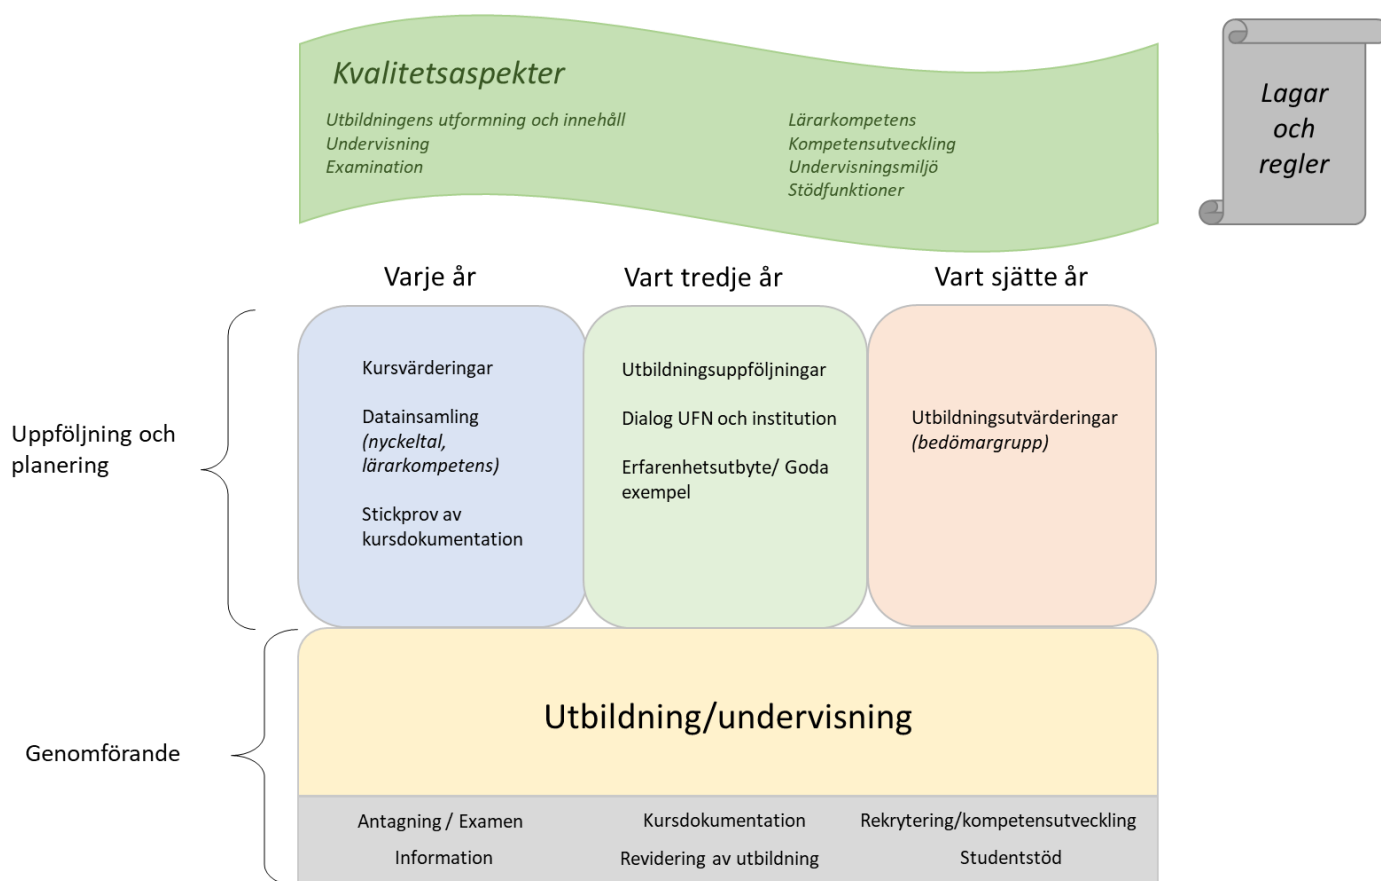 Kvalitetsaspekter
Utbildningens utformning och innehåll
Undervisning
Examination
Lärarkompetens
Kompetensutveckling
Undervisningsmiljö
Stödfunktioner
Lagar
och
regler
Varje år
Vart tredje år
Vart sjätte år
Uppföljning och
planering
Kursvärderingar
Datainsamling
(nyckeltal,
lärarkompetens)
Stickprov av
kursdokumentation
Utbildningsuppföljningar
Dialog UFN och institution
Erfarenhetsutbyte/ Goda
exempel
Utbildningsutvärderingar
(bedömargrupp)
Genomförande
Utbildning/undervisning
Antagning / Examen
Information
Kursdokumentation
Revidering av utbildning
Rekrytering/kompetensutveckling
Studentstöd